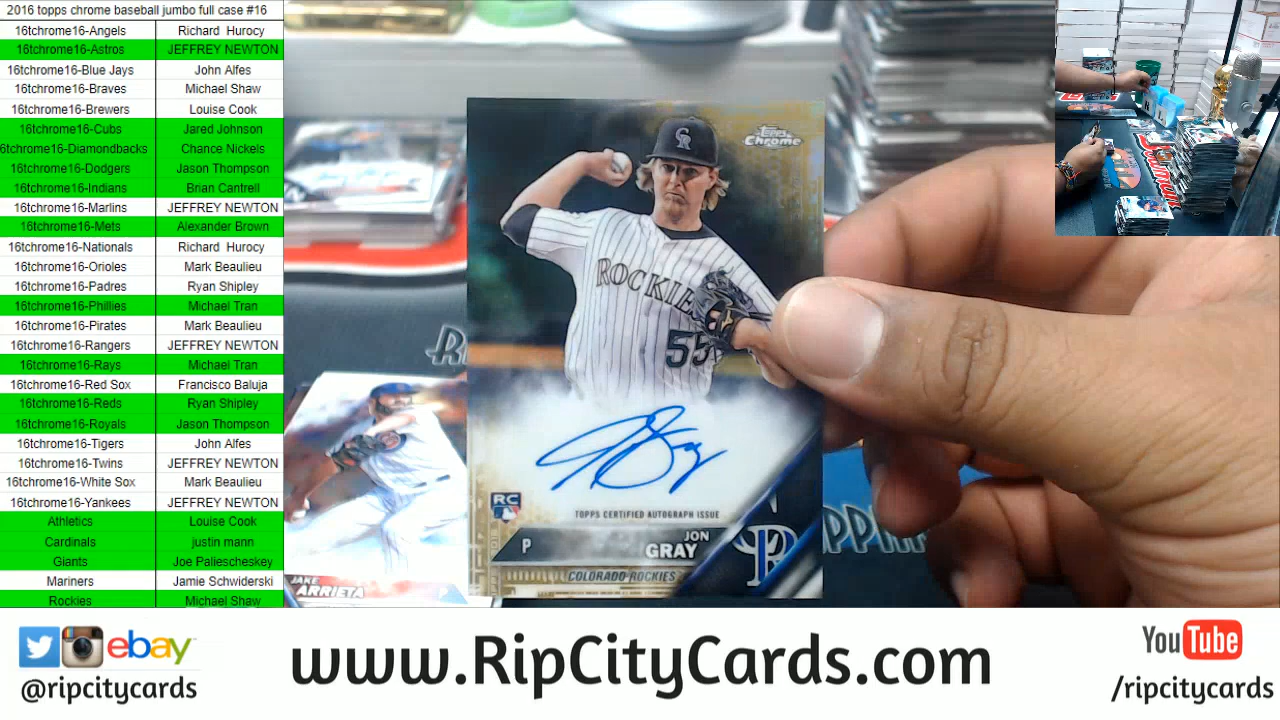 2016 topps chrome baseball jumbo full case #16
16tchrome16-Angels Richard Hurocy
16tchrome16-Astros JEFFREY NEWTON
16tchrome16-Blue Jays John Alfes
16tchrome16-Braves Michael Shaw
16tchrome16-Brewers Louise Cook
16tchrome16-Cubs Jared Johnson
6tchrome16-Diamondbacks Chance Nickels
16tchrome16-Dodgers Jason Thompson
16tchrome16-Indians Brian Cantrell
16tchrome16-Marlins JEFFREY NEWTON
16tchrome16-Mets Alexander Brown
16tchrome16-Nationals Richard Hurocy
16tchrome16-Orioles Mark Beaulieu
16tchrome16-Padres Ryan Shipley
16tchrome16-Phillies Michael Tran
16tchrome16-Pirates Mark Beaulieu
16tchrome16-Rangers JEFFREY NEWTON
16tchrome16-Rays Michael Tran
16tchrome16-Red Sox Francisco Baluja
16tchrome16-Reds Ryan Shipley
16tchrome16-Royals Jason Thompson
16tchrome16-Tigers John Alfes
16tchrome16-Twins JEFFREY NEWTON
16tchrome16-White Sox Mark Beaulieu
16tchrome16-Yankees JEFFREY NEWTON
Athletics Louise Cook
Cardinals justin mann
Giants Joe Paliescheskey
Mariners Jamie Schwiderski
Rockies Michael Shaw
Topps
Chrome
CR
ROCKIE
55
RC
TOPPS CERTIFIED AUTOGRAPH ISSUE
P
JON
GRAY
COLORADO ROCKIES
JAKE
ARRIETA
ebay
@ripcitycards
www.RipCityCards.com
YouTube
/ripcitycards